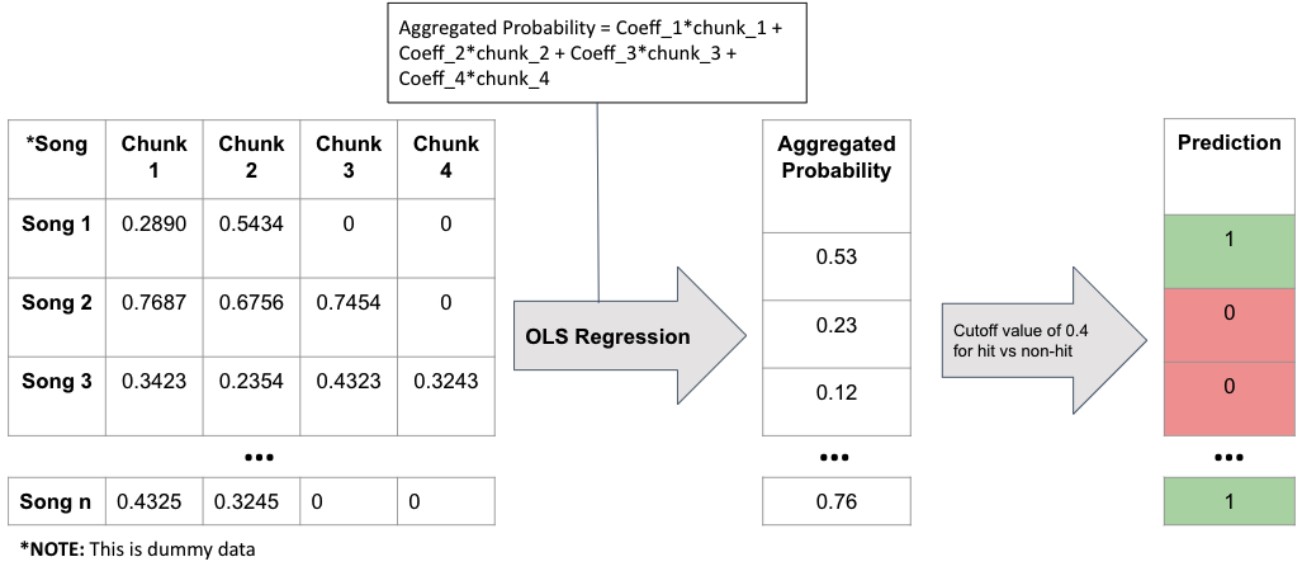 Aggregated Probability = Coeff_1*chunk_1 +
Coeff_2*chunk_2 + Coeff_3*chunk_3 +
Coeff_4*chunk_4
*Song Chunk 1 Chunk 2 Chunk 3 Chunk 4
Song 1 0.2890 0.5434 0 0
Song 2 0.7687 0.6756 0.7454 0
Song 3 0.3423 0.2354 0.4323 0.3243
...
Song n 0.4325 0.3245 0 0
*NOTE: This is dummy data
OLS Regression
Aggregated
Probability
0.53
0.23
0.12
...
0.76
Cutoff value of 0.4
for hit vs non-hit
Prediction
1
0
0
...
1